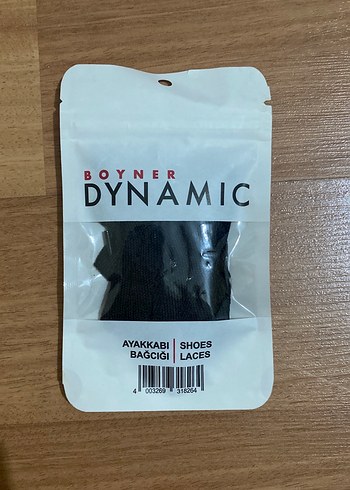 BOYNER
DYNAMIC
AYAKKABI | SHOES
BAĞCIĞI | LACES
4 003269 318264